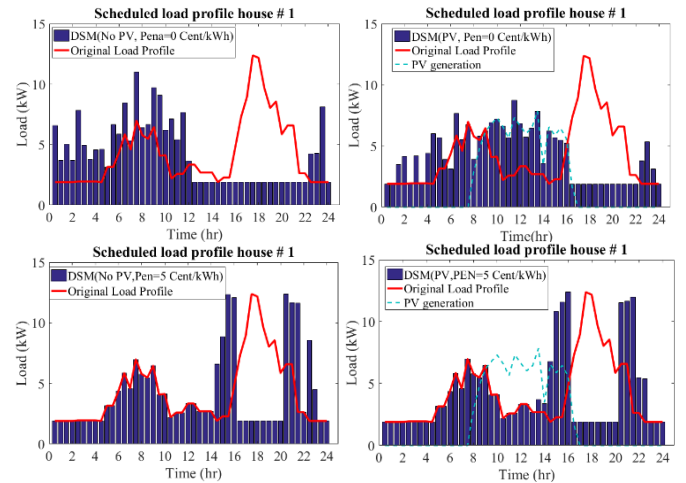 Scheduled load profile house # 1
15
DSM(No PV, Pena=0 Cent/kWh)
Original Load Profile
10
5
0
Load (kW)
0 2 4 6 8 10 12 14 16 18 20 22 24
Time (hr)
Scheduled load profile house # 1
15
DSM(PV, Pen=0 Cent/kWh)
Original Load Profile
PV generation
10
5
0
Load (kW)
0 2 4 6 8 10 12 14 16 18 20 22 24
Time(hr)
Scheduled load profile house # 1
15
DSM(No PV,Pen=5 Cent/kWh)
Original Load Profile
10
5
0
Load (kW)
0 2 4 6 8 10 12 14 16 18 20 22 24
Time (hr)
Scheduled load profile house # 1
15
DSM(PV,PEN=5 Cent/kWh)
Original Load Profile
PV generation
10
5
0
Load (kW)
0 2 4 6 8 10 12 14 16 18 20 22 24
Time (hr)